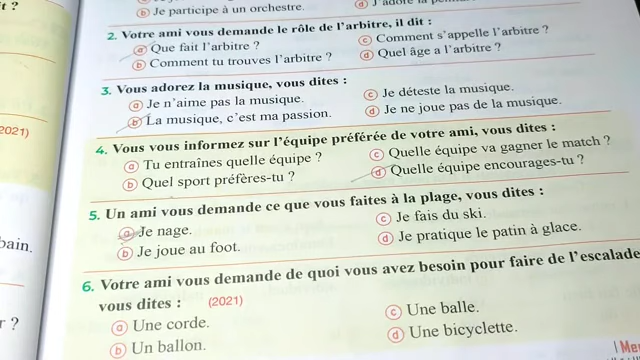 t ?
ⓑ Je participe à un orchestre.
ⓓ J'adore la
2. Votre ami vous demande le rôle de l'arbitre, il dit :
ⓐ Que fait l'arbitre ?
ⓒ Comment s'appelle l'arbitre ?
ⓑ Comment tu trouves l'arbitre ?
ⓓ Quel âge a l'arbitre ?
3. Vous adorez la musique, vous dites :
ⓐ Je n'aime pas la musique.
ⓒ Je déteste la musique.
ⓑ La musique, c'est ma passion.
ⓓ Je ne joue pas de la musique.
2021)
4. Vous vous informez sur l'équipe préférée de votre ami, vous dites :
ⓐ Tu entraînes quelle équipe ?
ⓒ Quelle équipe va gagner le match ?
ⓑ Quel sport préfères-tu ?
ⓓ Quelle équipe encourages-tu ?
5. Un ami vous demande ce que vous faites à la plage, vous dites :
ⓐ Je nage.
ⓒ Je fais du ski.
bain.
ⓑ Je joue au foot.
ⓓ Je pratique le patin à glace.
6. Votre ami vous demande de quoi vous avez besoin pour faire de l'escalade
vous dites : (2021)
r ?
ⓐ Une corde.
ⓒ Une balle.
ⓑ Un ballon.
ⓓ Une bicyclette.